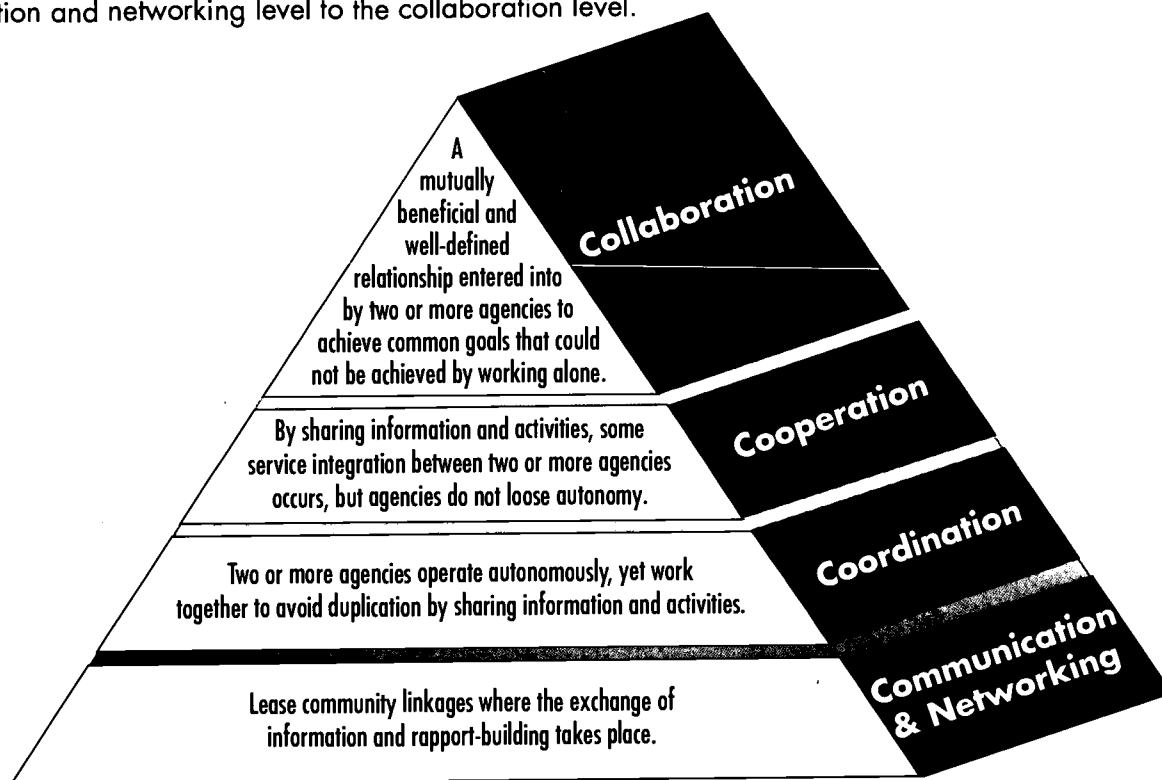 tion and networking level to the collaboration level.
A
mutually
beneficial and
well-defined
relationship entered into
by two or more agencies to
achieve common goals that could
not be achieved by working alone.
Collaboration
By sharing information and activities, some
service integration between two or more agencies
occurs, but agencies do not loose autonomy.
Cooperation
Two or more agencies operate autonomously, yet work
together to avoid duplication by sharing information and activities.
Coordination
Lease community linkages where the exchange of
information and rapport-building takes place.
Communication
& Networking